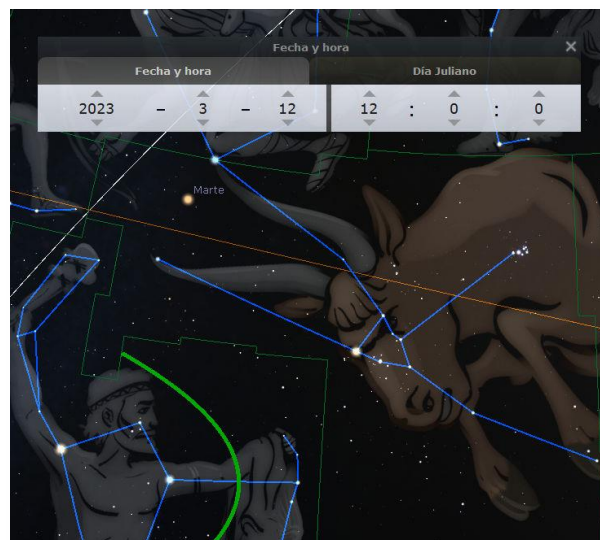 Fecha y hora ×
Fecha y hora Día Juliano
2023 – 3 – 12 12 : 0 : 0
Marte